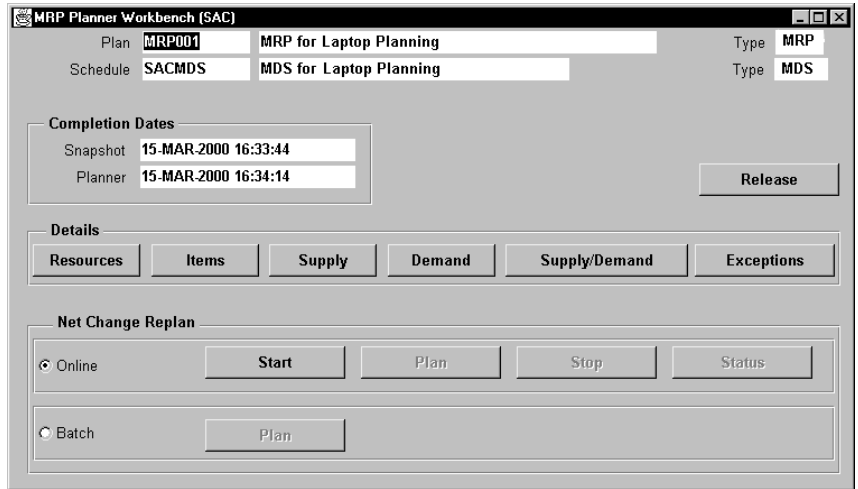 MRP Planner Workbench (SAC)
Plan MRP001 MRP for Laptop Planning Type MRP
Schedule SACMDS MDS for Laptop Planning Type MDS
Completion Dates
Snapshot 15-MAR-2000 16:33:44
Planner 15-MAR-2000 16:34:14
Release
Details
Resources Items Supply Demand Supply/Demand Exceptions
Net Change Replan
Online Start Plan Stop Status
Batch Plan